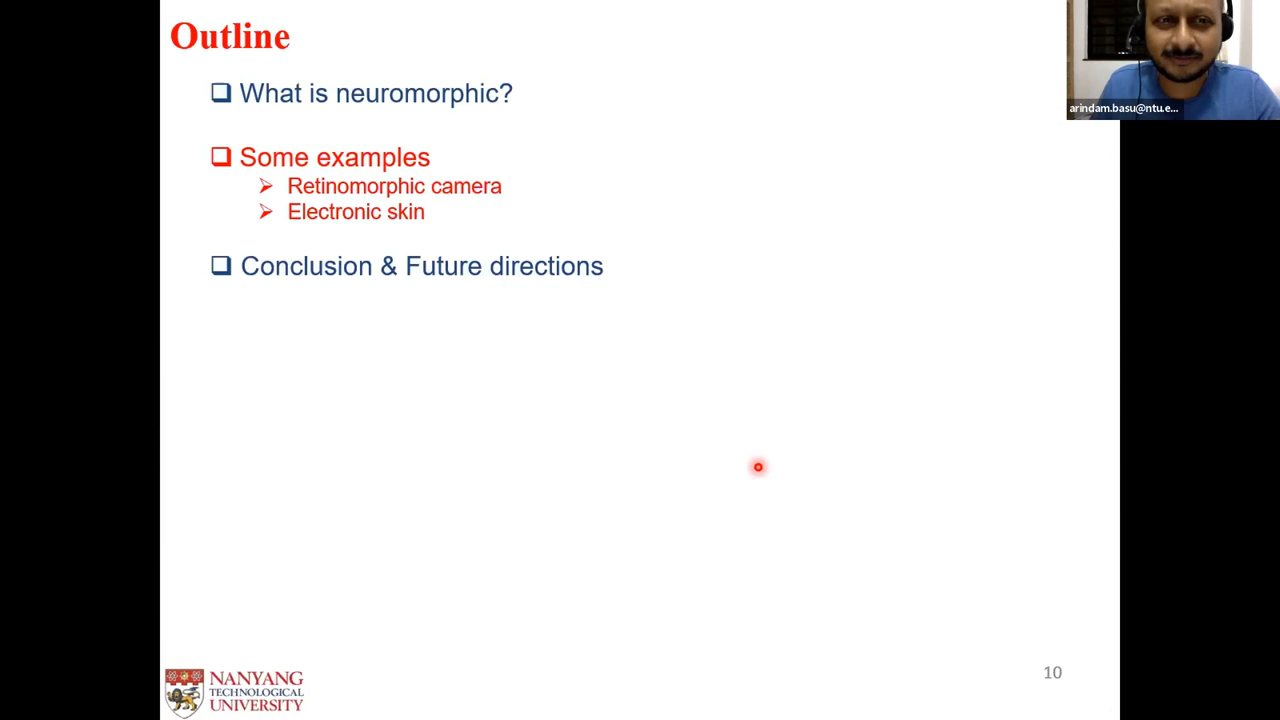 Outline
What is neuromorphic?
Some examples
Retinomorphic camera
Electronic skin
Conclusion & Future directions
arindam.basu@ntu.e...
10
NANYANG
TECHNOLOGICAL
UNIVERSITY